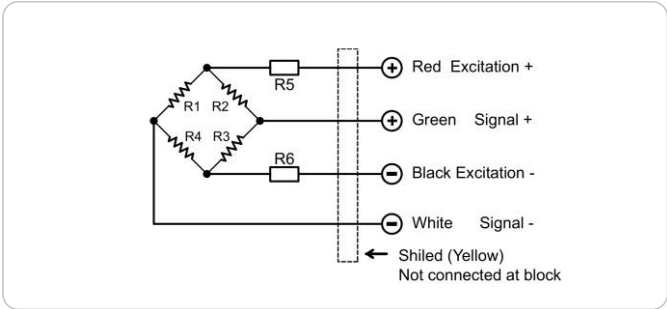 R5
Red Excitation +
R1 R2
Green Signal +
R4 R3
R6
Black Excitation -
White Signal -
Shiled (Yellow)
Not connected at block